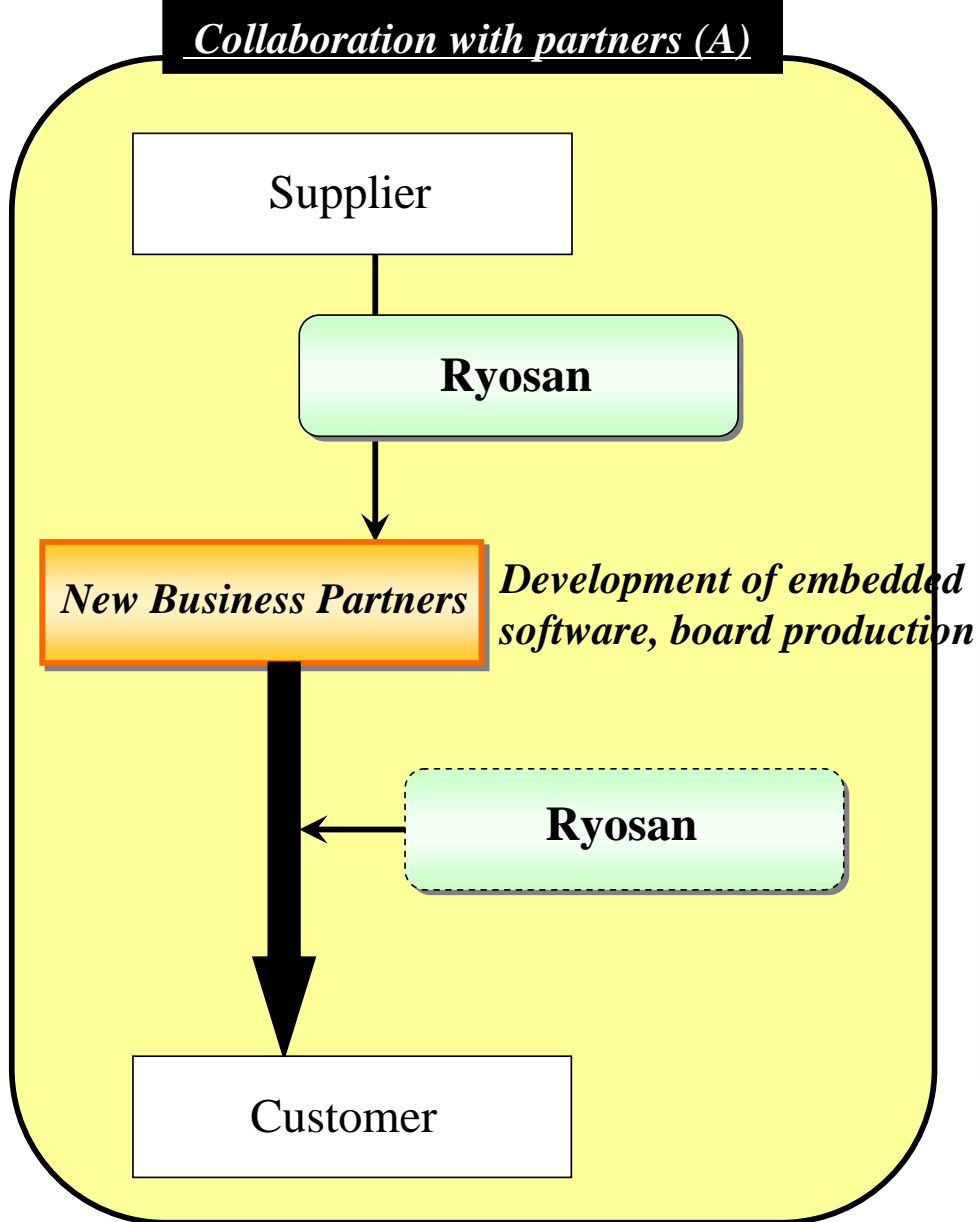 Collaboration with partners (A)
Supplier
Ryosan
New Business Partners
Development of embedded
software, board production
Ryosan
Customer